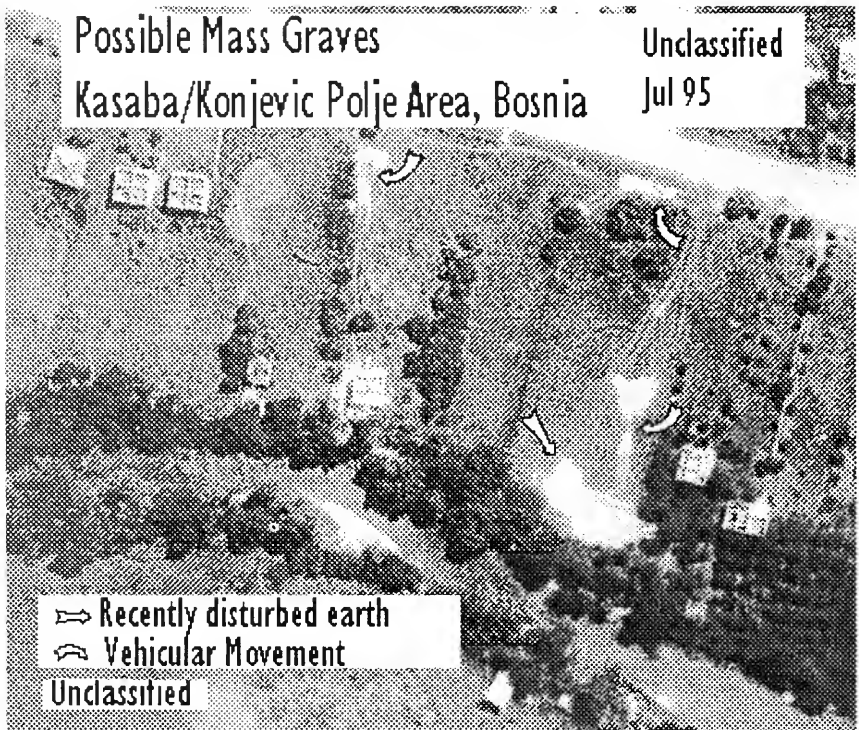 Possible Mass Graves
Kasaba/Konjevic Polje Area, Bosnia
Unclassified
Jul 95
Recently disturbed earth
Vehicular Movement
Unclassified